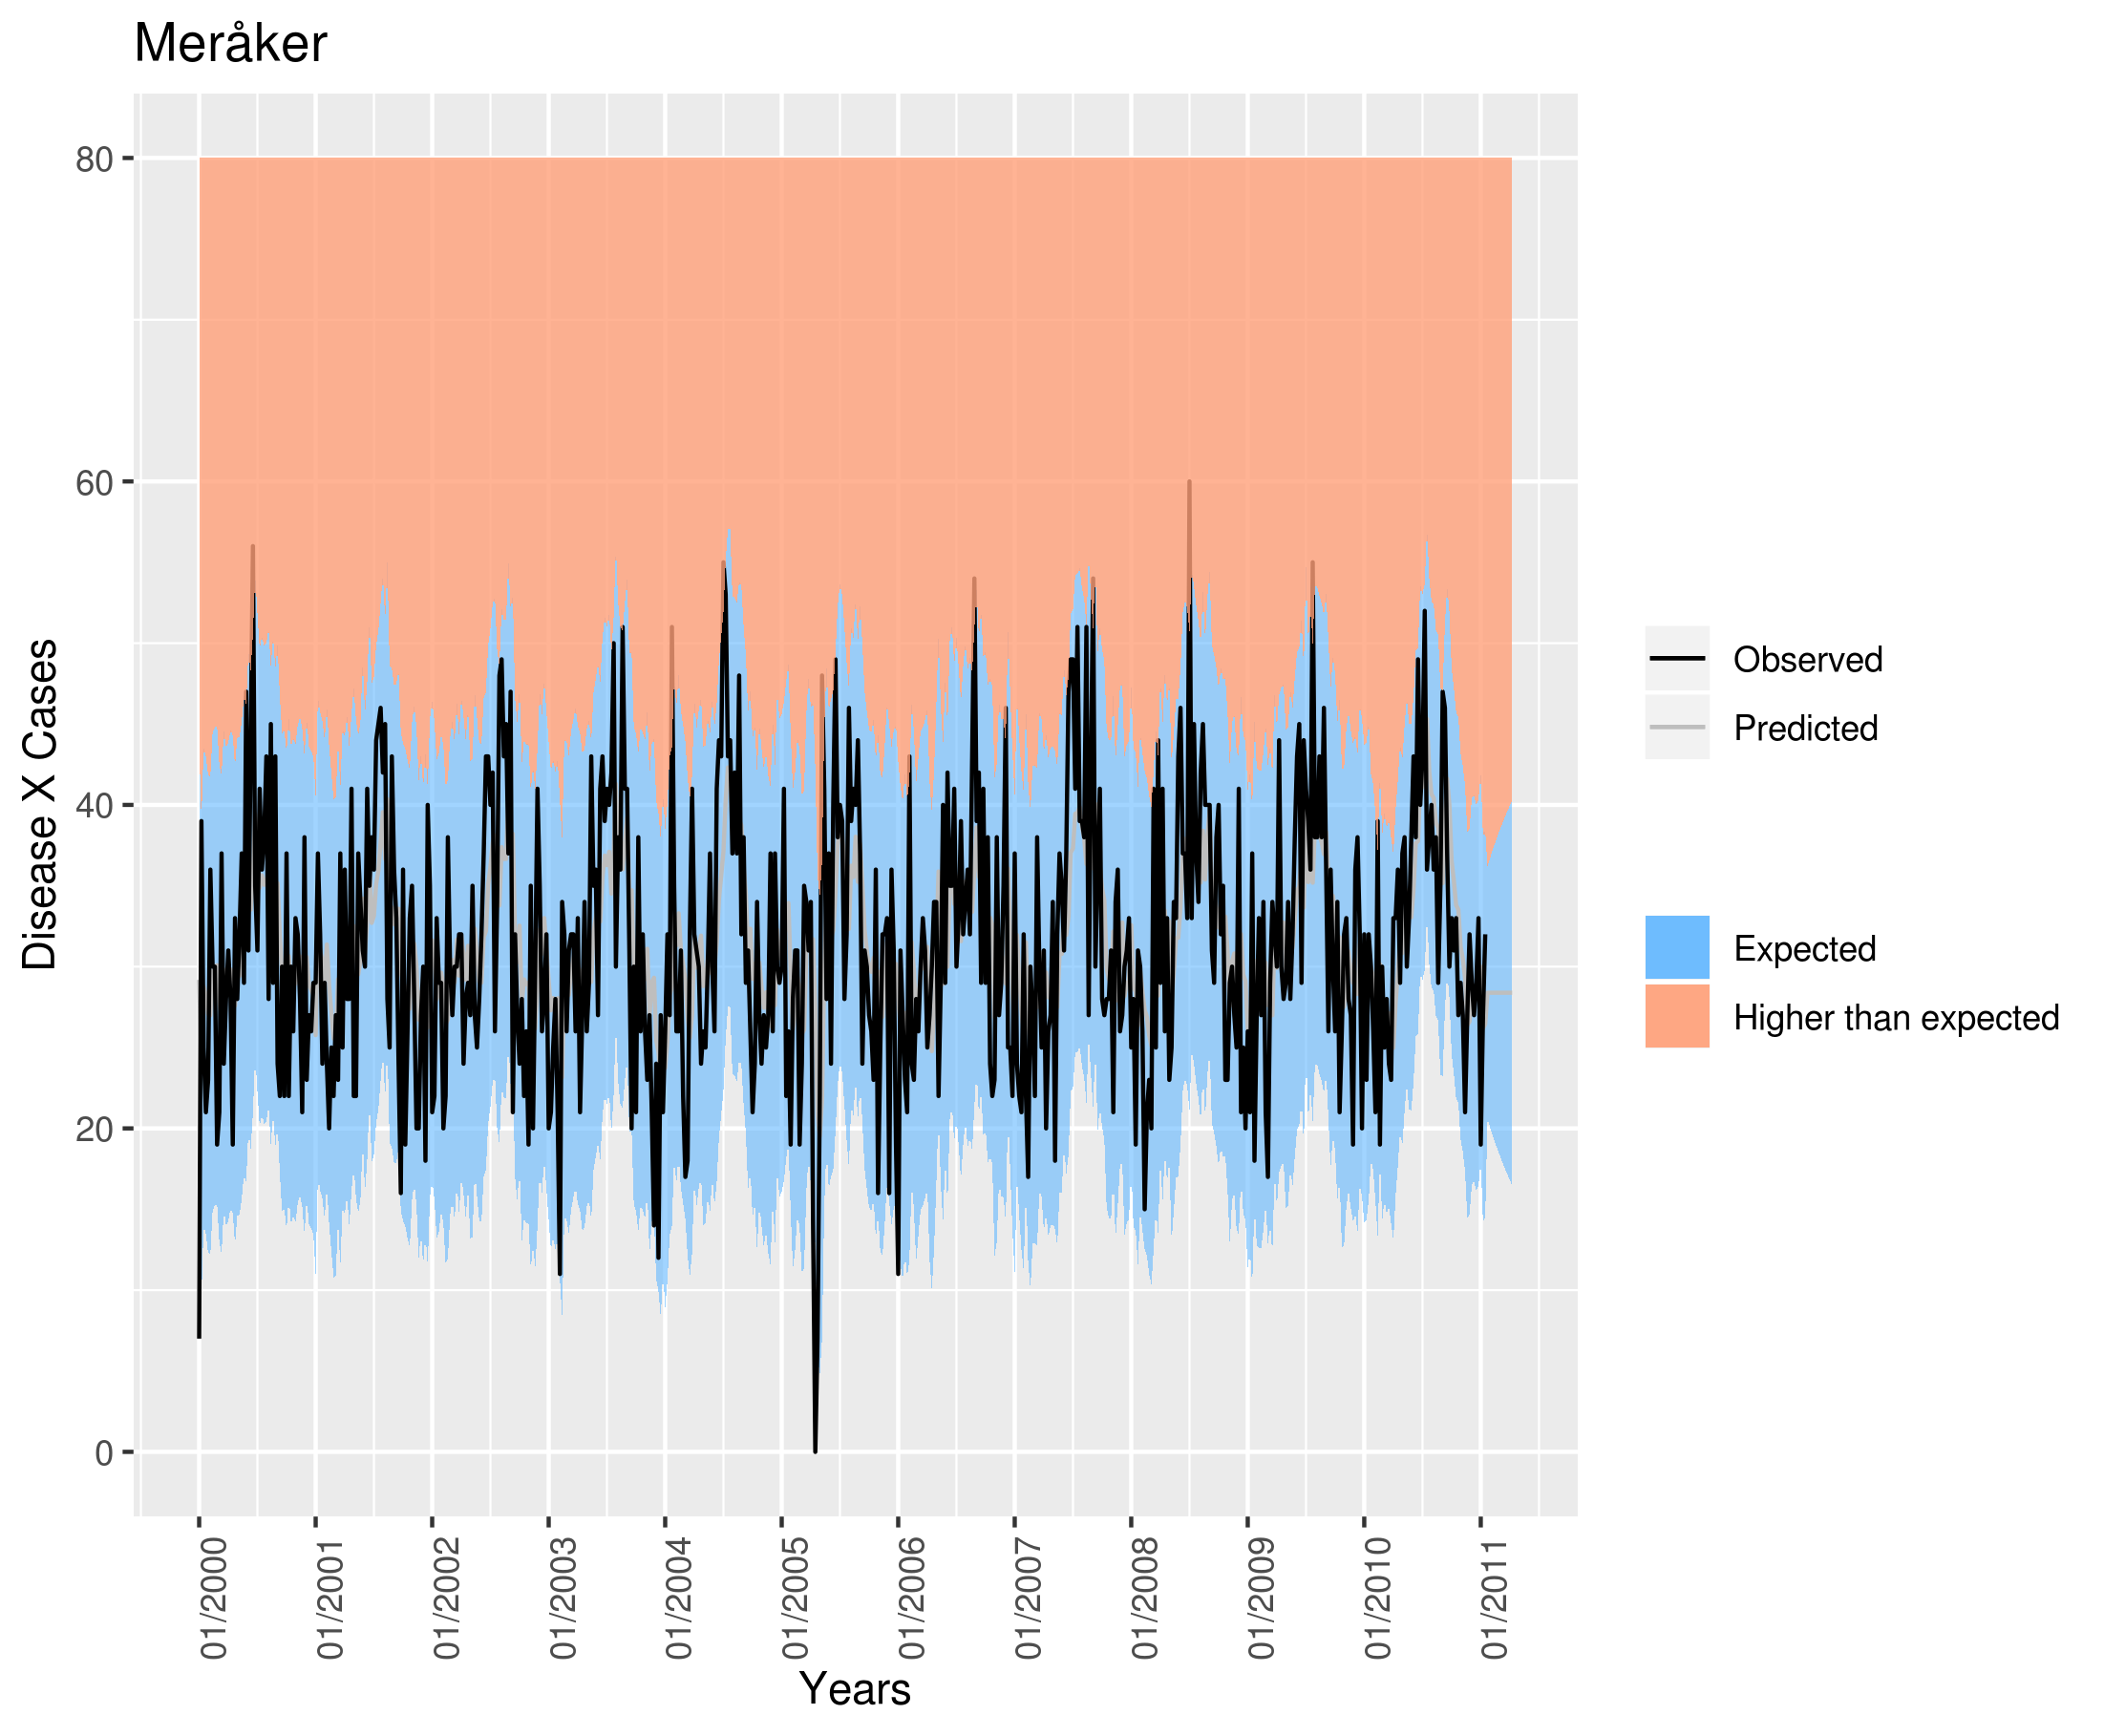 Meråker
Disease X Cases
80
60
40
20
0
01/2000
01/2001
01/2002
01/2003
01/2004
01/2005
01/2006
01/2007
01/2008
01/2009
01/2010
01/2011
Years
Observed
Predicted
Expected
Higher than expected